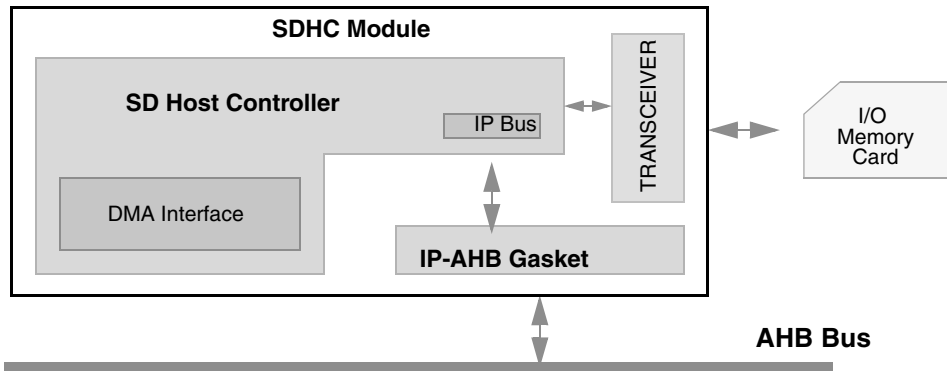 SDHC Module
SD Host Controller
IP Bus
DMA Interface
IP-AHB Gasket
TRANSCEIVER
I/O
Memory
Card
AHB Bus